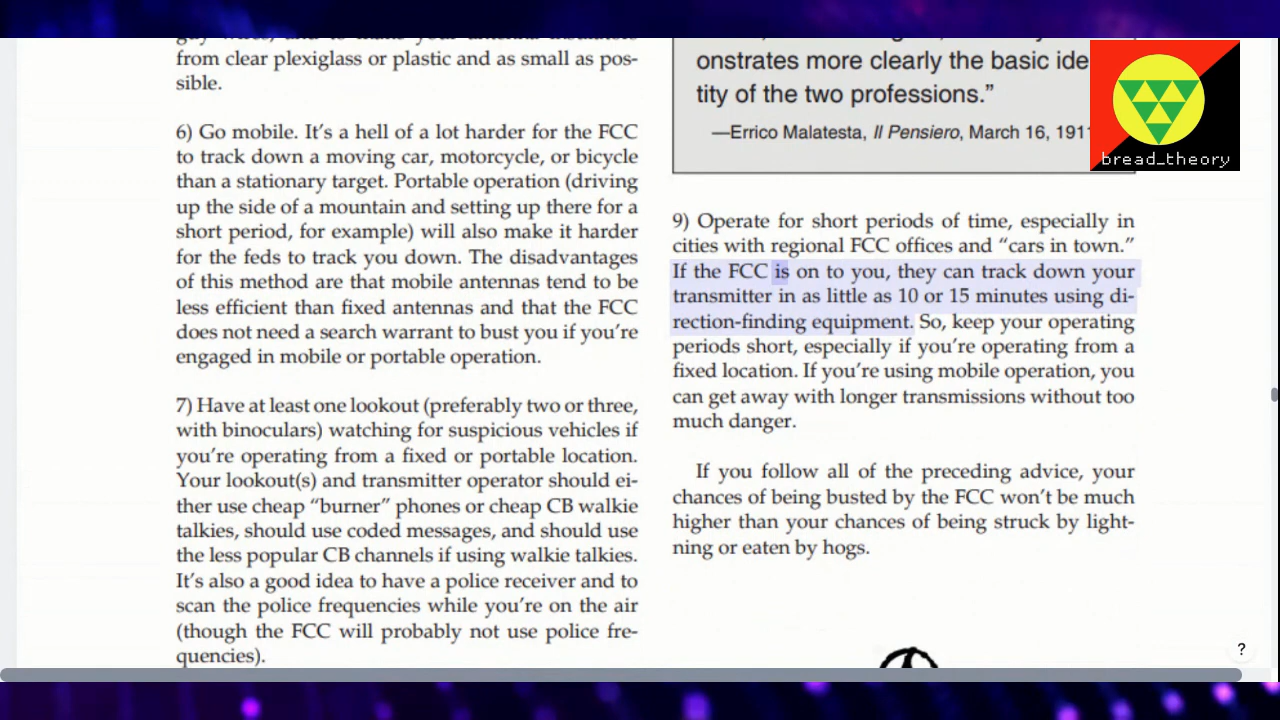 guy wires, and to make your antenna insulators
from clear plexiglass or plastic and as small as pos-
sible.
6) Go mobile. It’s a hell of a lot harder for the FCC
to track down a moving car, motorcycle, or bicycle
than a stationary target. Portable operation (driving
up the side of a mountain and setting up there for a
short period, for example) will also make it harder
for the feds to track you down. The disadvantages
of this method are that mobile antennas tend to be
less efficient than fixed antennas and that the FCC
does not need a search warrant to bust you if you’re
engaged in mobile or portable operation.
7) Have at least one lookout (preferably two or three,
with binoculars) watching for suspicious vehicles if
you’re operating from a fixed or portable location.
Your lookout(s) and transmitter operator should ei-
ther use cheap “burner” phones or cheap CB walkie
talkies, should use coded messages, and should use
the less popular CB channels if using walkie talkies.
It’s also a good idea to have a police receiver and to
scan the police frequencies while you’re on the air
(though the FCC will probably not use police fre-
quencies).
onstrates more clearly the basic ide
tity of the two professions.”
—Errico Malatesta, Il Pensiero, March 16, 191
bread_theory
9) Operate for short periods of time, especially in
cities with regional FCC offices and “cars in town.”
If the FCC is on to you, they can track down your
transmitter in as little as 10 or 15 minutes using di-
rection-finding equipment. So, keep your operating
periods short, especially if you’re operating from a
fixed location. If you’re using mobile operation, you
can get away with longer transmissions without too
much danger.
If you follow all of the preceding advice, your
chances of being busted by the FCC won’t be much
higher than your chances of being struck by light-
ning or eaten by hogs.
?